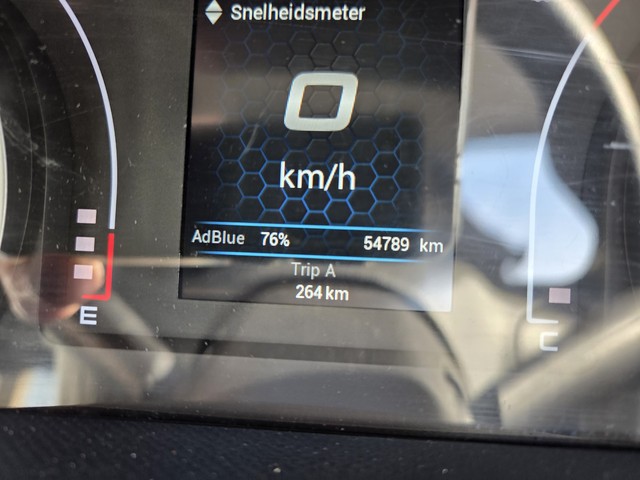 Snelheidsmeter
0
km/h
AdBlue 76% 54789 km
Trip A
264 km
E
C